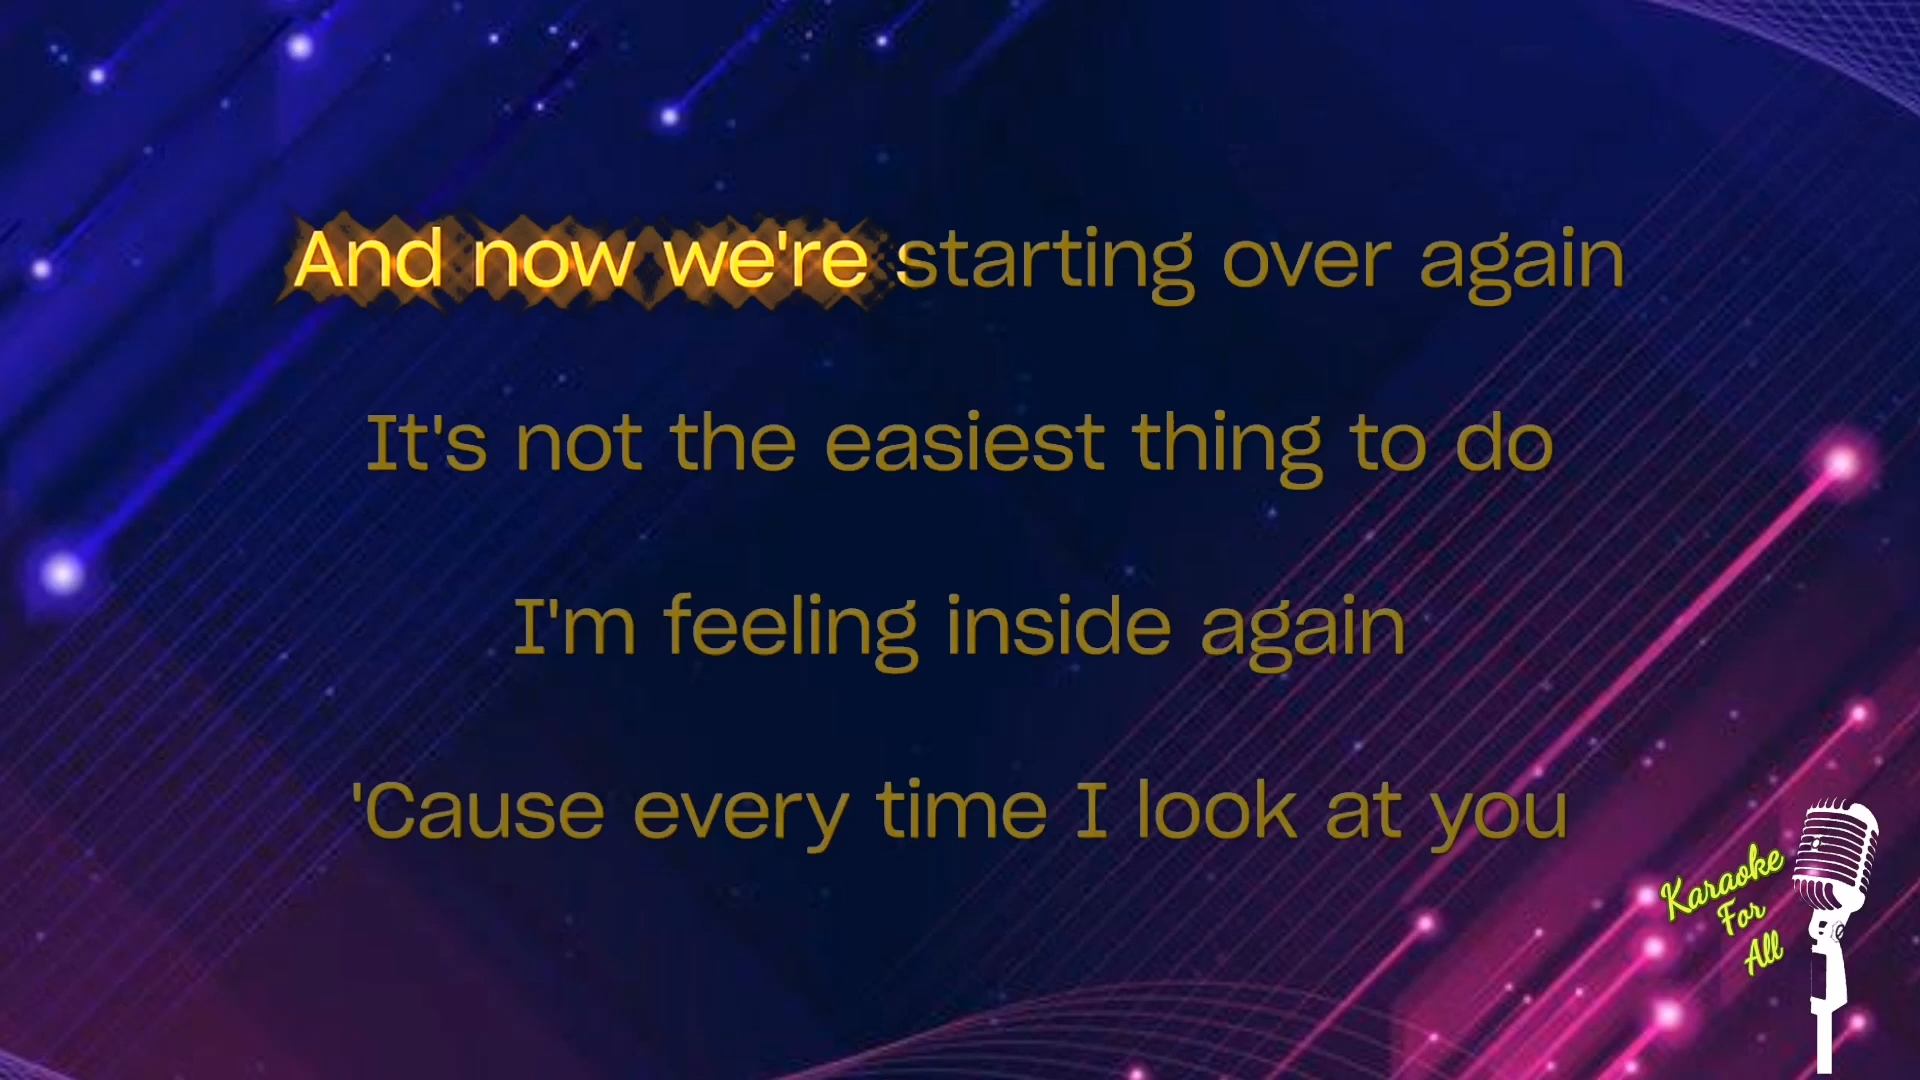 And now we're starting over again
It's not the easiest thing to do
I'm feeling inside again
'Cause every time I look at you
Karaoke
For
All